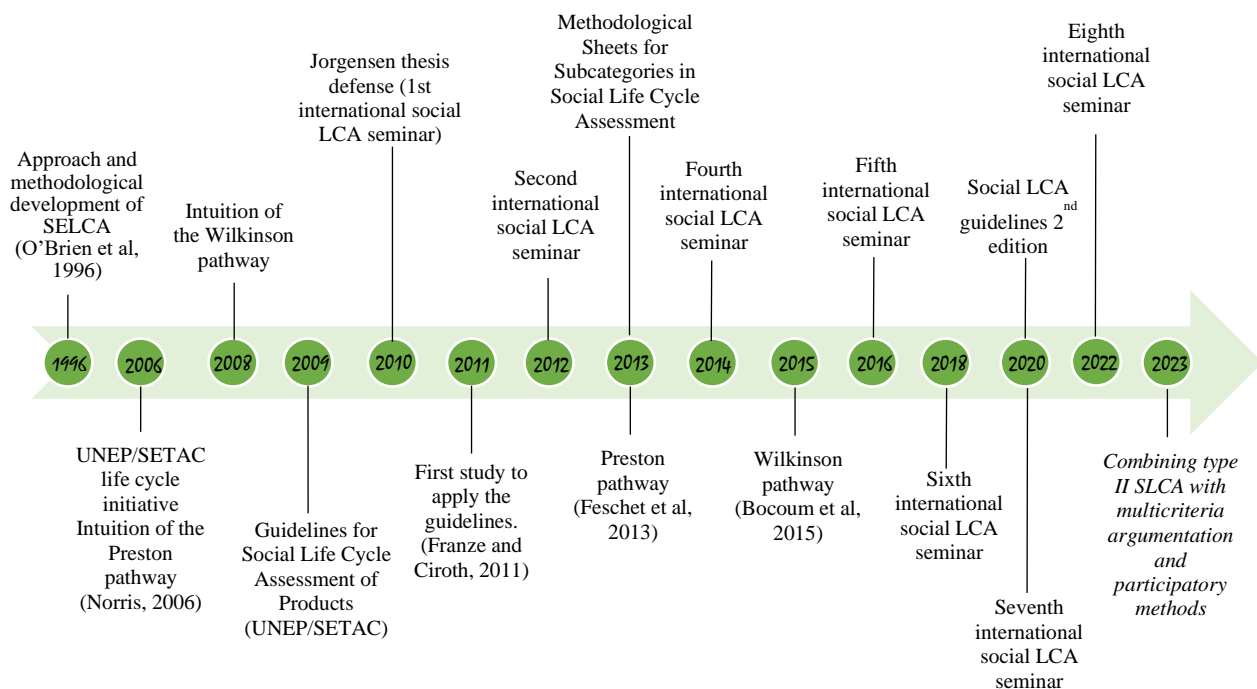 Approach and
methodological
development of
SELCA
(O’Brien et al,
1996)
Intuition of
the Wilkinson
pathway
Jorgensen thesis
defense (1st
international social
LCA seminar)
Second
international
social LCA
seminar
Methodological
Sheets for
Subcategories in
Social Life Cycle
Assessment
Fourth
international
social LCA
seminar
Fifth
international
social LCA
seminar
Social LCA
guidelines 2nd
edition
Eighth
international
social LCA
seminar
1996
2006
2008
2009
2010
2011
2012
2013
2014
2015
2016
2018
2020
2022
2023
UNEP/SETAC
life cycle
initiative
Intuition of the
Preston
pathway
(Norris, 2006)
Guidelines for
Social Life Cycle
Assessment of
Products
(UNEP/SETAC)
First study to
apply the
guidelines.
(Franze and
Ciroth, 2011)
Preston
pathway
(Feschet et al,
2013)
Wilkinson
pathway
(Bocoum et al,
2015)
Sixth
international
social LCA
seminar
Seventh
international
social LCA
seminar
Combining type
II SLCA with
multicriteria
argumentation
and
participatory
methods